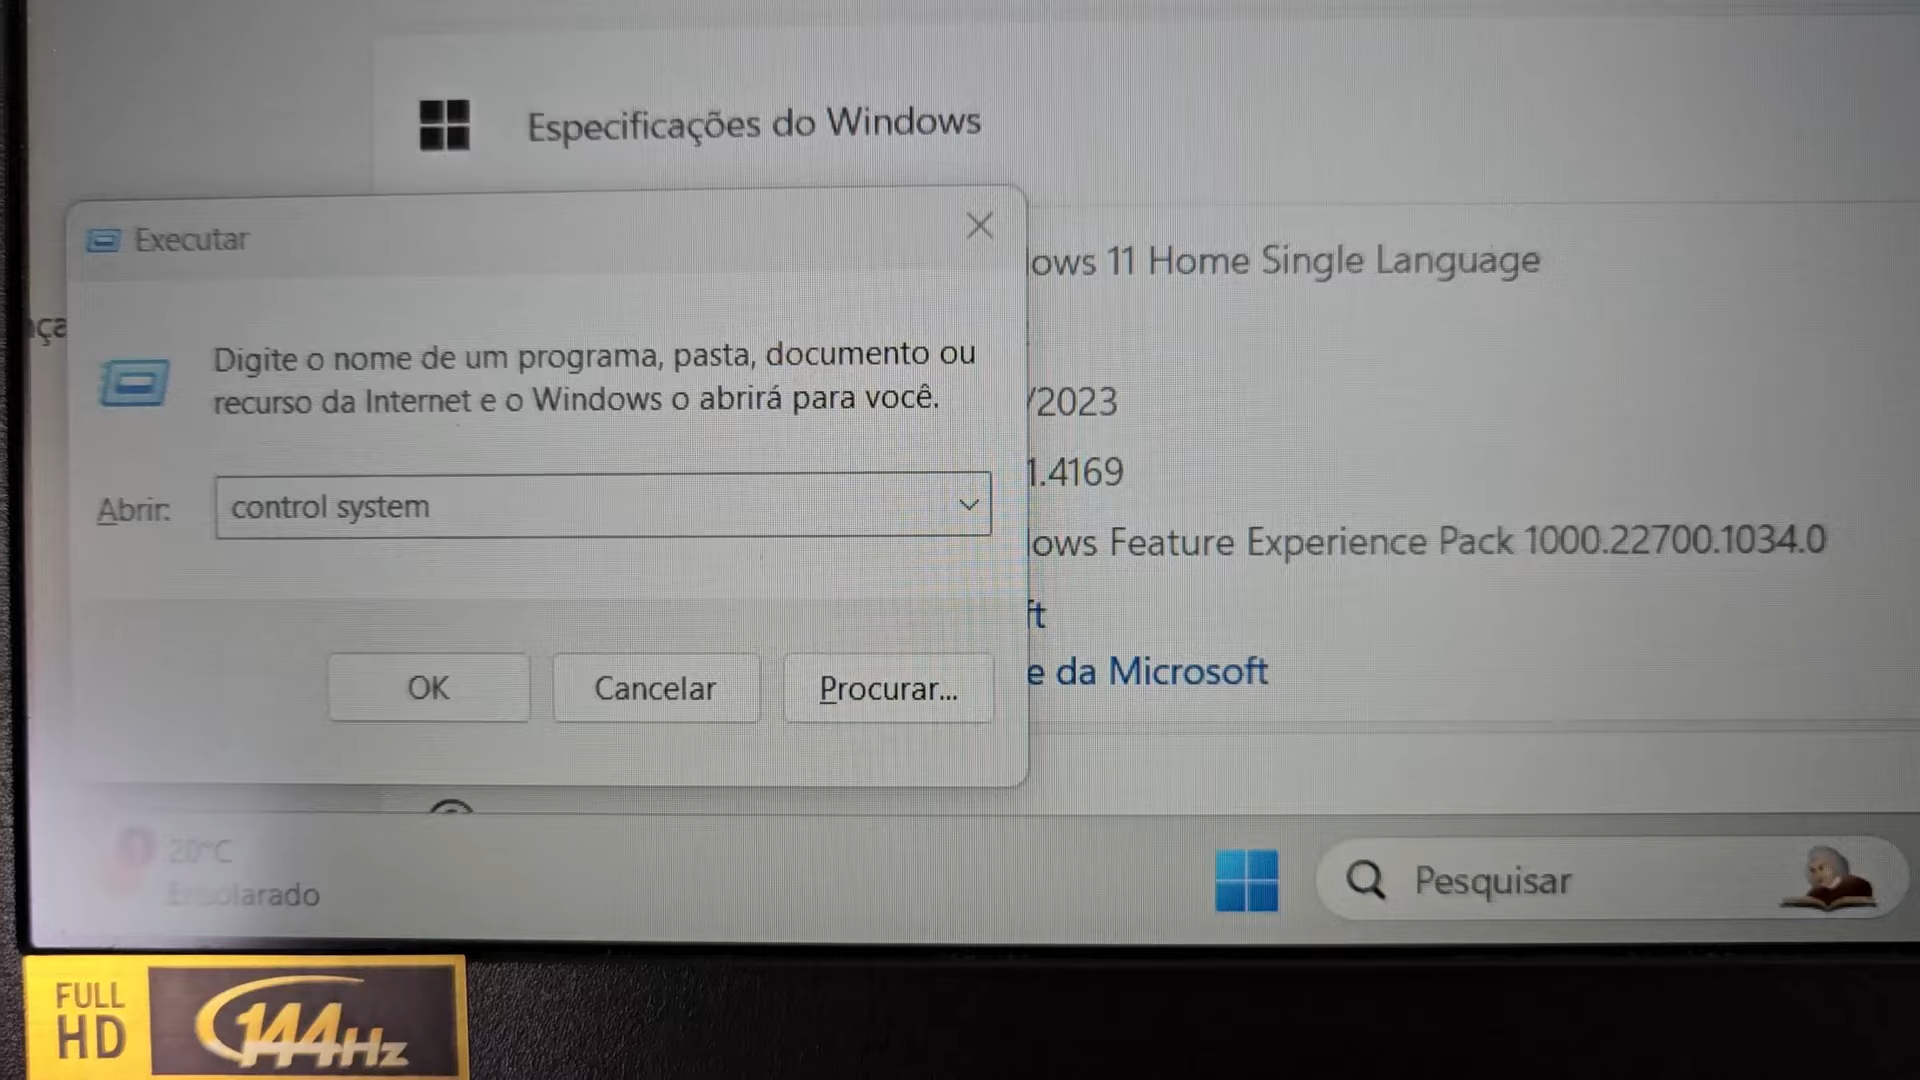 Especificações do Windows
Executar
ows 11 Home Single Language
Digite o nome de um programa, pasta, documento ou
recurso da Internet e o Windows o abrirá para você.
/2023
1.4169
Abrir:
control system
ows Feature Experience Pack 1000.22700.1034.0
ft
e da Microsoft
OK
Cancelar
Procurar...
20°C
Ensolarado
Pesquisar
FULL
HD
144Hz